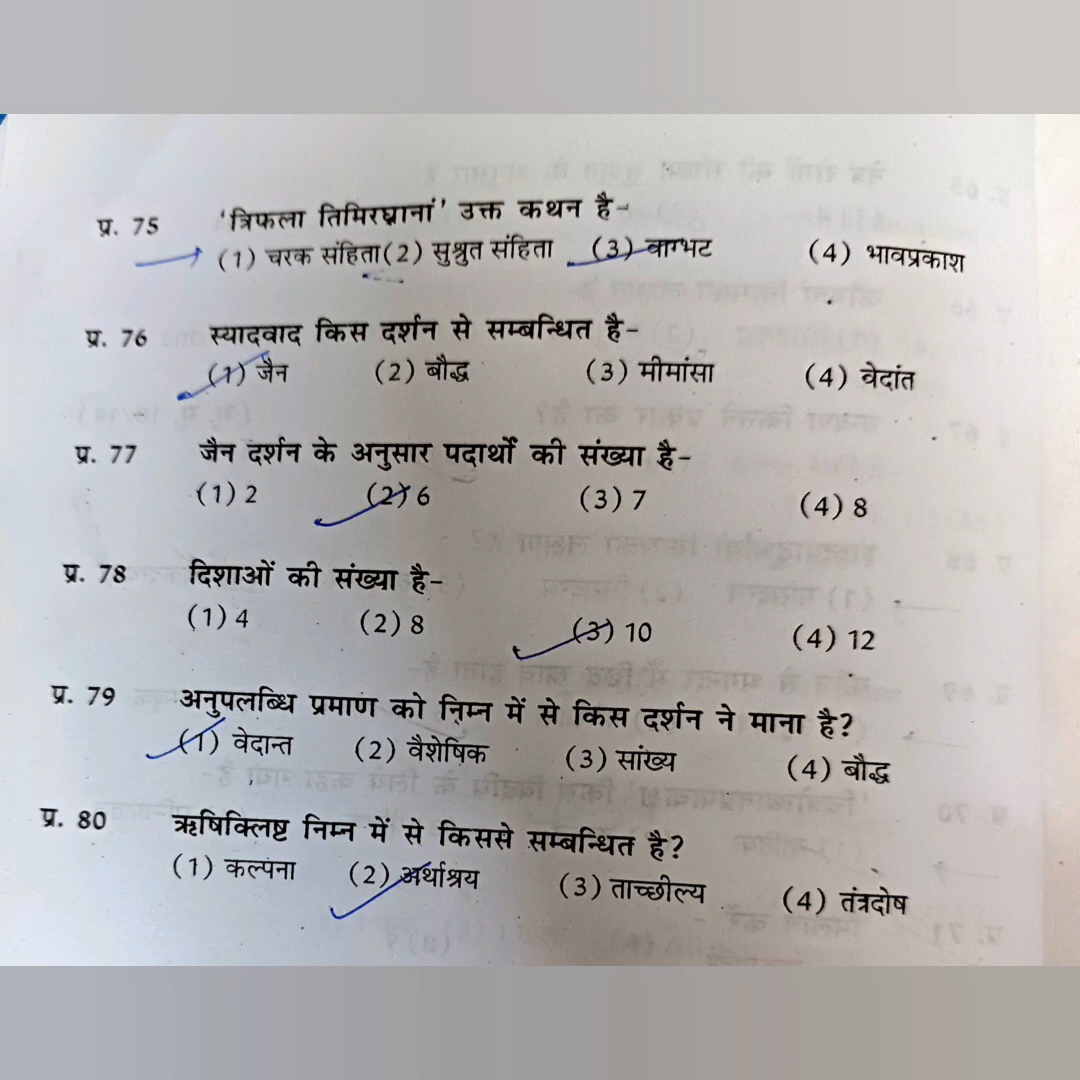 प्र. 75 'त्रिफला तिमिरघ्नानां' उक्त कथन है-
(1) चरक संहिता (2) सुश्रुत संहिता (3) वाग्भट (4) भावप्रकाश
प्र. 76 स्यादवाद किस दर्शन से सम्बन्धित है-
(1) जैन (2) बौद्ध (3) मीमांसा (4) वेदांत
प्र. 77 जैन दर्शन के अनुसार पदार्थों की संख्या है-
(1) 2 (2) 6 (3) 7 (4) 8
प्र. 78 दिशाओं की संख्या है-
(1) 4 (2) 8 (3) 10 (4) 12
प्र. 79 अनुपलब्धि प्रमाण को निम्न में से किस दर्शन ने माना है?
(1) वेदान्त (2) वैशेषिक (3) सांख्य (4) बौद्ध
प्र. 80 ऋषिक्लिष्ट निम्न में से किससे सम्बन्धित है?
(1) कल्पना (2) अर्थाश्रय (3) ताच्छील्य (4) तंत्रदोष